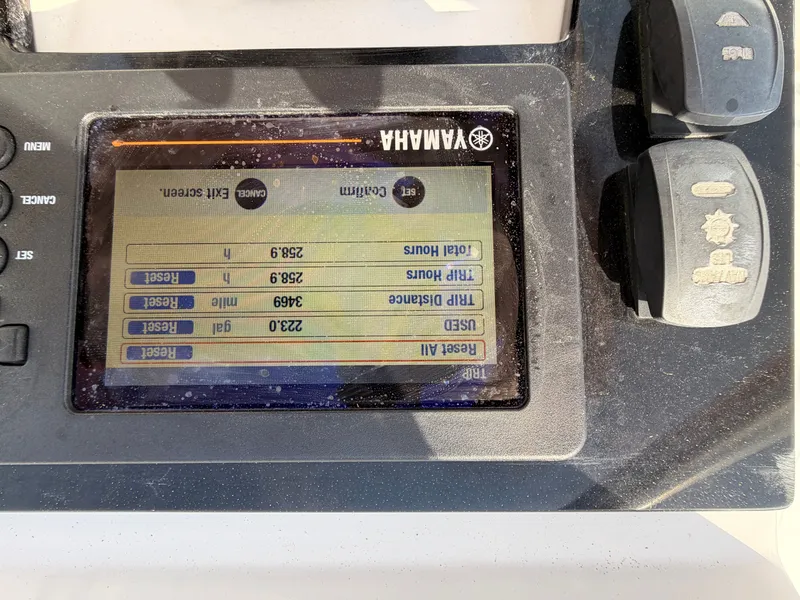 TRIP
Reset All Reset
USED 223.0 gal Reset
TRIP Distance 3469 mile Reset
TRIP Hours 258.9 h Reset
Total Hours 258.9 h
SET Confirm CANCEL Exit screen.
YAMAHA
SET
CANCEL
MENU